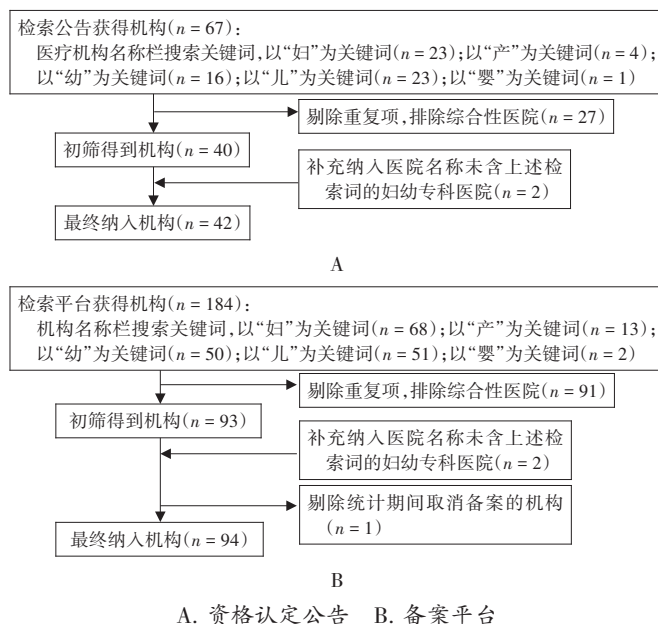 检索公告获得机构(n = 67)：
医疗机构名称栏搜索关键词，以“妇”为关键词(n = 23)；以“产”为关键词(n = 4)；
以“幼”为关键词(n = 16)；以“儿”为关键词(n = 23)；以“婴”为关键词(n = 1)
剔除重复项，排除综合性医院(n = 27)
初筛得到机构(n = 40)
补充纳入医院名称未含上述检
索词的妇幼专科医院(n = 2)
最终纳入机构(n = 42)
A
检索平台获得机构(n = 184)：
机构名称栏搜索关键词，以“妇”为关键词(n = 68)；以“产”为关键词(n = 13)；
以“幼”为关键词(n = 50)；以“儿”为关键词(n = 51)；以“婴”为关键词(n = 2)
剔除重复项，排除综合性医院(n = 91)
初筛得到机构(n = 93)
补充纳入医院名称未含上述检
索词的妇幼专科医院(n = 2)
剔除统计期间取消备案的机构
(n = 1)
最终纳入机构(n = 94)
B
A. 资格认定公告 B. 备案平台